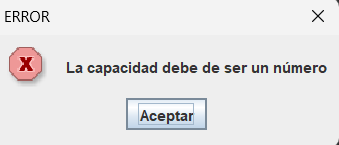 ERROR
La capacidad debe de ser un número
Aceptar